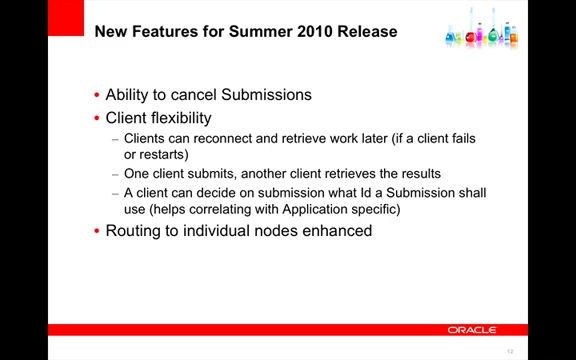 New Features for Summer 2010 Release
• Ability to cancel Submissions
• Client flexibility
– Clients can reconnect and retrieve work later (if a client fails
or restarts)
– One client submits, another client retrieves the results
– A client can decide on submission what Id a Submission shall
use (helps correlating with Application specific)
• Routing to individual nodes enhanced
ORACLE
12